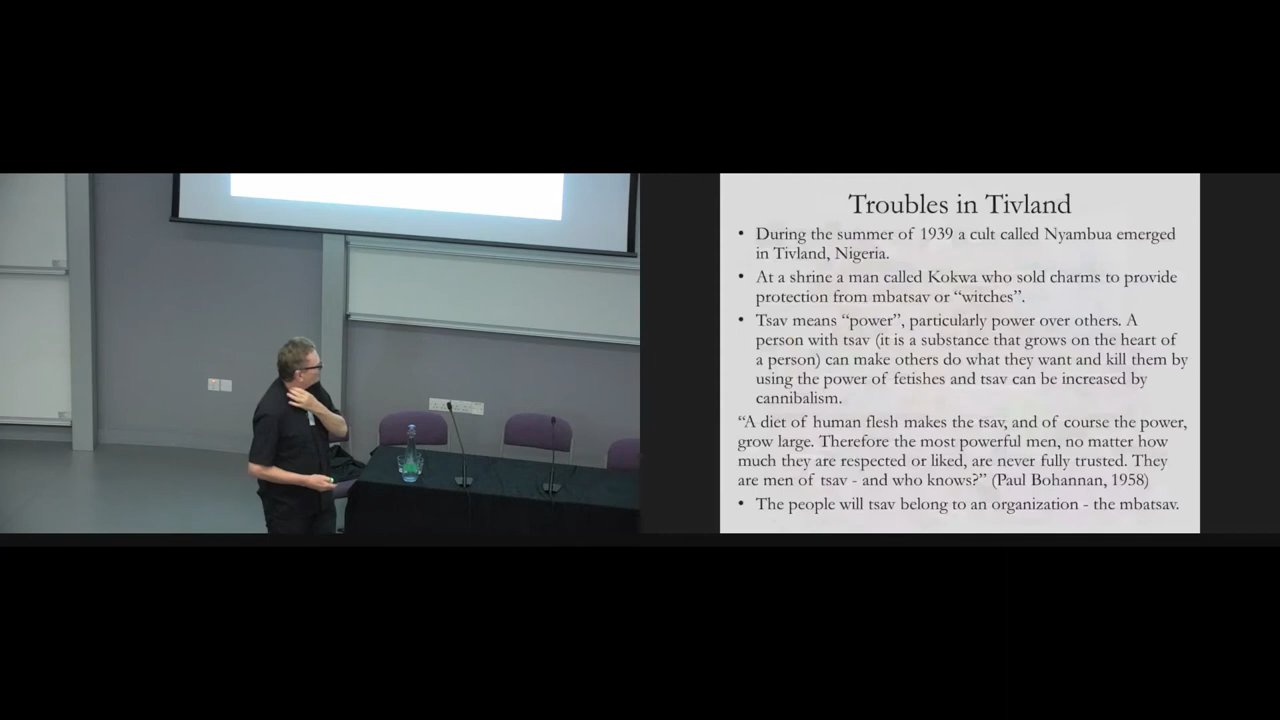 Troubles in Tivland
• During the summer of 1939 a cult called Nyambua emerged
in Tivland, Nigeria.
• At a shrine a man called Kokwa who sold charms to provide
protection from mbatsav or “witches”.
• Tsav means “power”, particularly power over others. A
person with tsav (it is a substance that grows on the heart of
a person) can make others do what they want and kill them by
using the power of fetishes and tsav can be increased by
cannibalism.
“A diet of human flesh makes the tsav, and of course the power,
grow large. Therefore the most powerful men, no matter how
much they are respected or liked, are never fully trusted. They
are men of tsav - and who knows?” (Paul Bohannan, 1958)
• The people will tsav belong to an organization - the mbatsav.